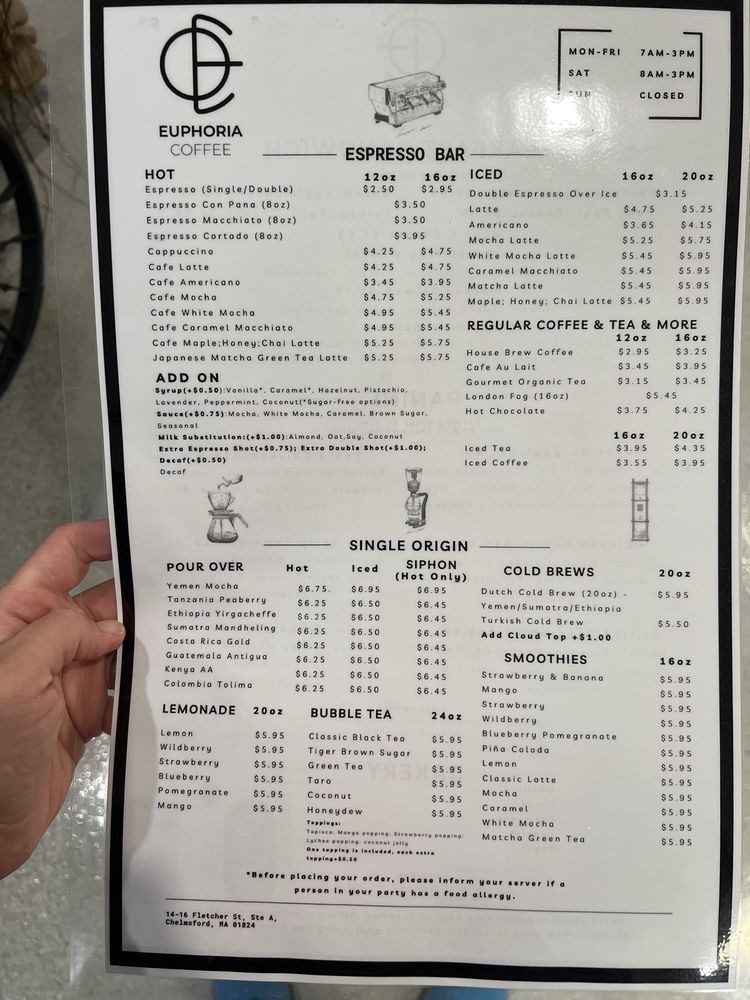 EUPHORIA
COFFEE
MON-FRI 7AM-3PM
SAT 8AM-3PM
SUN CLOSED
ESPRESSO BAR
HOT 12oz 16oz
Espresso (Single/Double) $2.50 $2.95
Espresso Con Pana (8oz) $3.50
Espresso Macchiato (8oz) $3.50
Espresso Cortado (8oz) $3.95
Cappuccino $4.25 $4.75
Cafe Latte $4.25 $4.75
Cafe Americano $3.45 $3.95
Cafe Mocha $4.75 $5.25
Cafe White Mocha $4.95 $5.45
Cafe Caramel Macchiato $4.95 $5.45
Cafe Maple;Honey;Chai Latte $5.25 $5.75
Japanese Matcha Green Tea Latte $5.25 $5.75
ADD ON
Syrup(+$0.50):Vanilla*, Caramel*, Hazelnut, Pistachio,
Lavender, Peppermint, Coconut(*Sugar-free options)
Sauce(+$0.75):Mocha, White Mocha, Caramel, Brown Sugar,
Seasonal
Milk Substitution:(+$1.00):Almond, Oat,Soy, Coconut
Extra Espresso Shot(+$0.75); Extra Double Shot(+$1.00);
Decaf(+$0.50)
Decaf
ICED 16oz 20oz
Double Espresso Over Ice $3.15
Latte $4.75 $5.25
Americano $3.65 $4.15
Mocha Latte $5.25 $5.75
White Mocha Latte $5.45 $5.95
Caramel Macchiato $5.45 $5.95
Matcha Latte $5.45 $5.95
Maple; Honey; Chai Latte $5.45 $5.95
REGULAR COFFEE & TEA & MORE
12oz 16oz
House Brew Coffee $2.95 $3.25
Cafe Au Lait $3.45 $3.95
Gourmet Organic Tea $3.15 $3.45
London Fog (16oz) $5.45
Hot Chocolate $3.75 $4.25
16oz 20oz
Iced Tea $3.95 $4.35
Iced Coffee $3.55 $3.95
SINGLE ORIGIN
POUR OVER Hot Iced SIPHON
(Hot Only)
Yemen Mocha $6.75. $6.95 $6.95
Tanzania Peaberry $6.25 $6.50 $6.45
Ethiopia Yirgacheffe $6.25 $6.50 $6.45
Sumatra Mandheling $6.25 $6.50 $6.45
Costa Rica Gold $6.25 $6.50 $6.45
Guatemala Antigua $6.25 $6.50 $6.45
Kenya AA $6.25 $6.50 $6.45
Colombia Tolima $6.25 $6.50 $6.45
COLD BREWS 20oz
Dutch Cold Brew (20oz) - $5.95
Yemen/Sumatra/Ethiopia
Turkish Cold Brew $5.50
Add Cloud Top +$1.00
SMOOTHIES 16oz
Strawberry & Banana $5.95
Mango $5.95
Strawberry $5.95
Wildberry $5.95
Blueberry Pomegranate $5.95
Piña Coloda $5.95
Lemon $5.95
Classic Latte $5.95
Mocha $5.95
Caramel $5.95
White Mocha $5.95
Matcha Green Tea $5.95
LEMONADE 20oz
Lemon $5.95
Wildberry $5.95
Strawberry $5.95
Blueberry $5.95
Pomegranate $5.95
Mango $5.95
BUBBLE TEA 24oz
Classic Black Tea $5.95
Tiger Brown Sugar $5.95
Green Tea $5.95
Taro $5.95
Coconut $5.95
Honeydew $5.95
Toppings:
Tapioca; Mango popping; Strawberry popping;
Lychee popping; coconut jelly
One topping is included, each extra
topping+$0.50
*Before placing your order, please inform your server if a
person in your party has a food allergy.
14-16 Fletcher St, Ste A,
Chelmsford, MA 01824